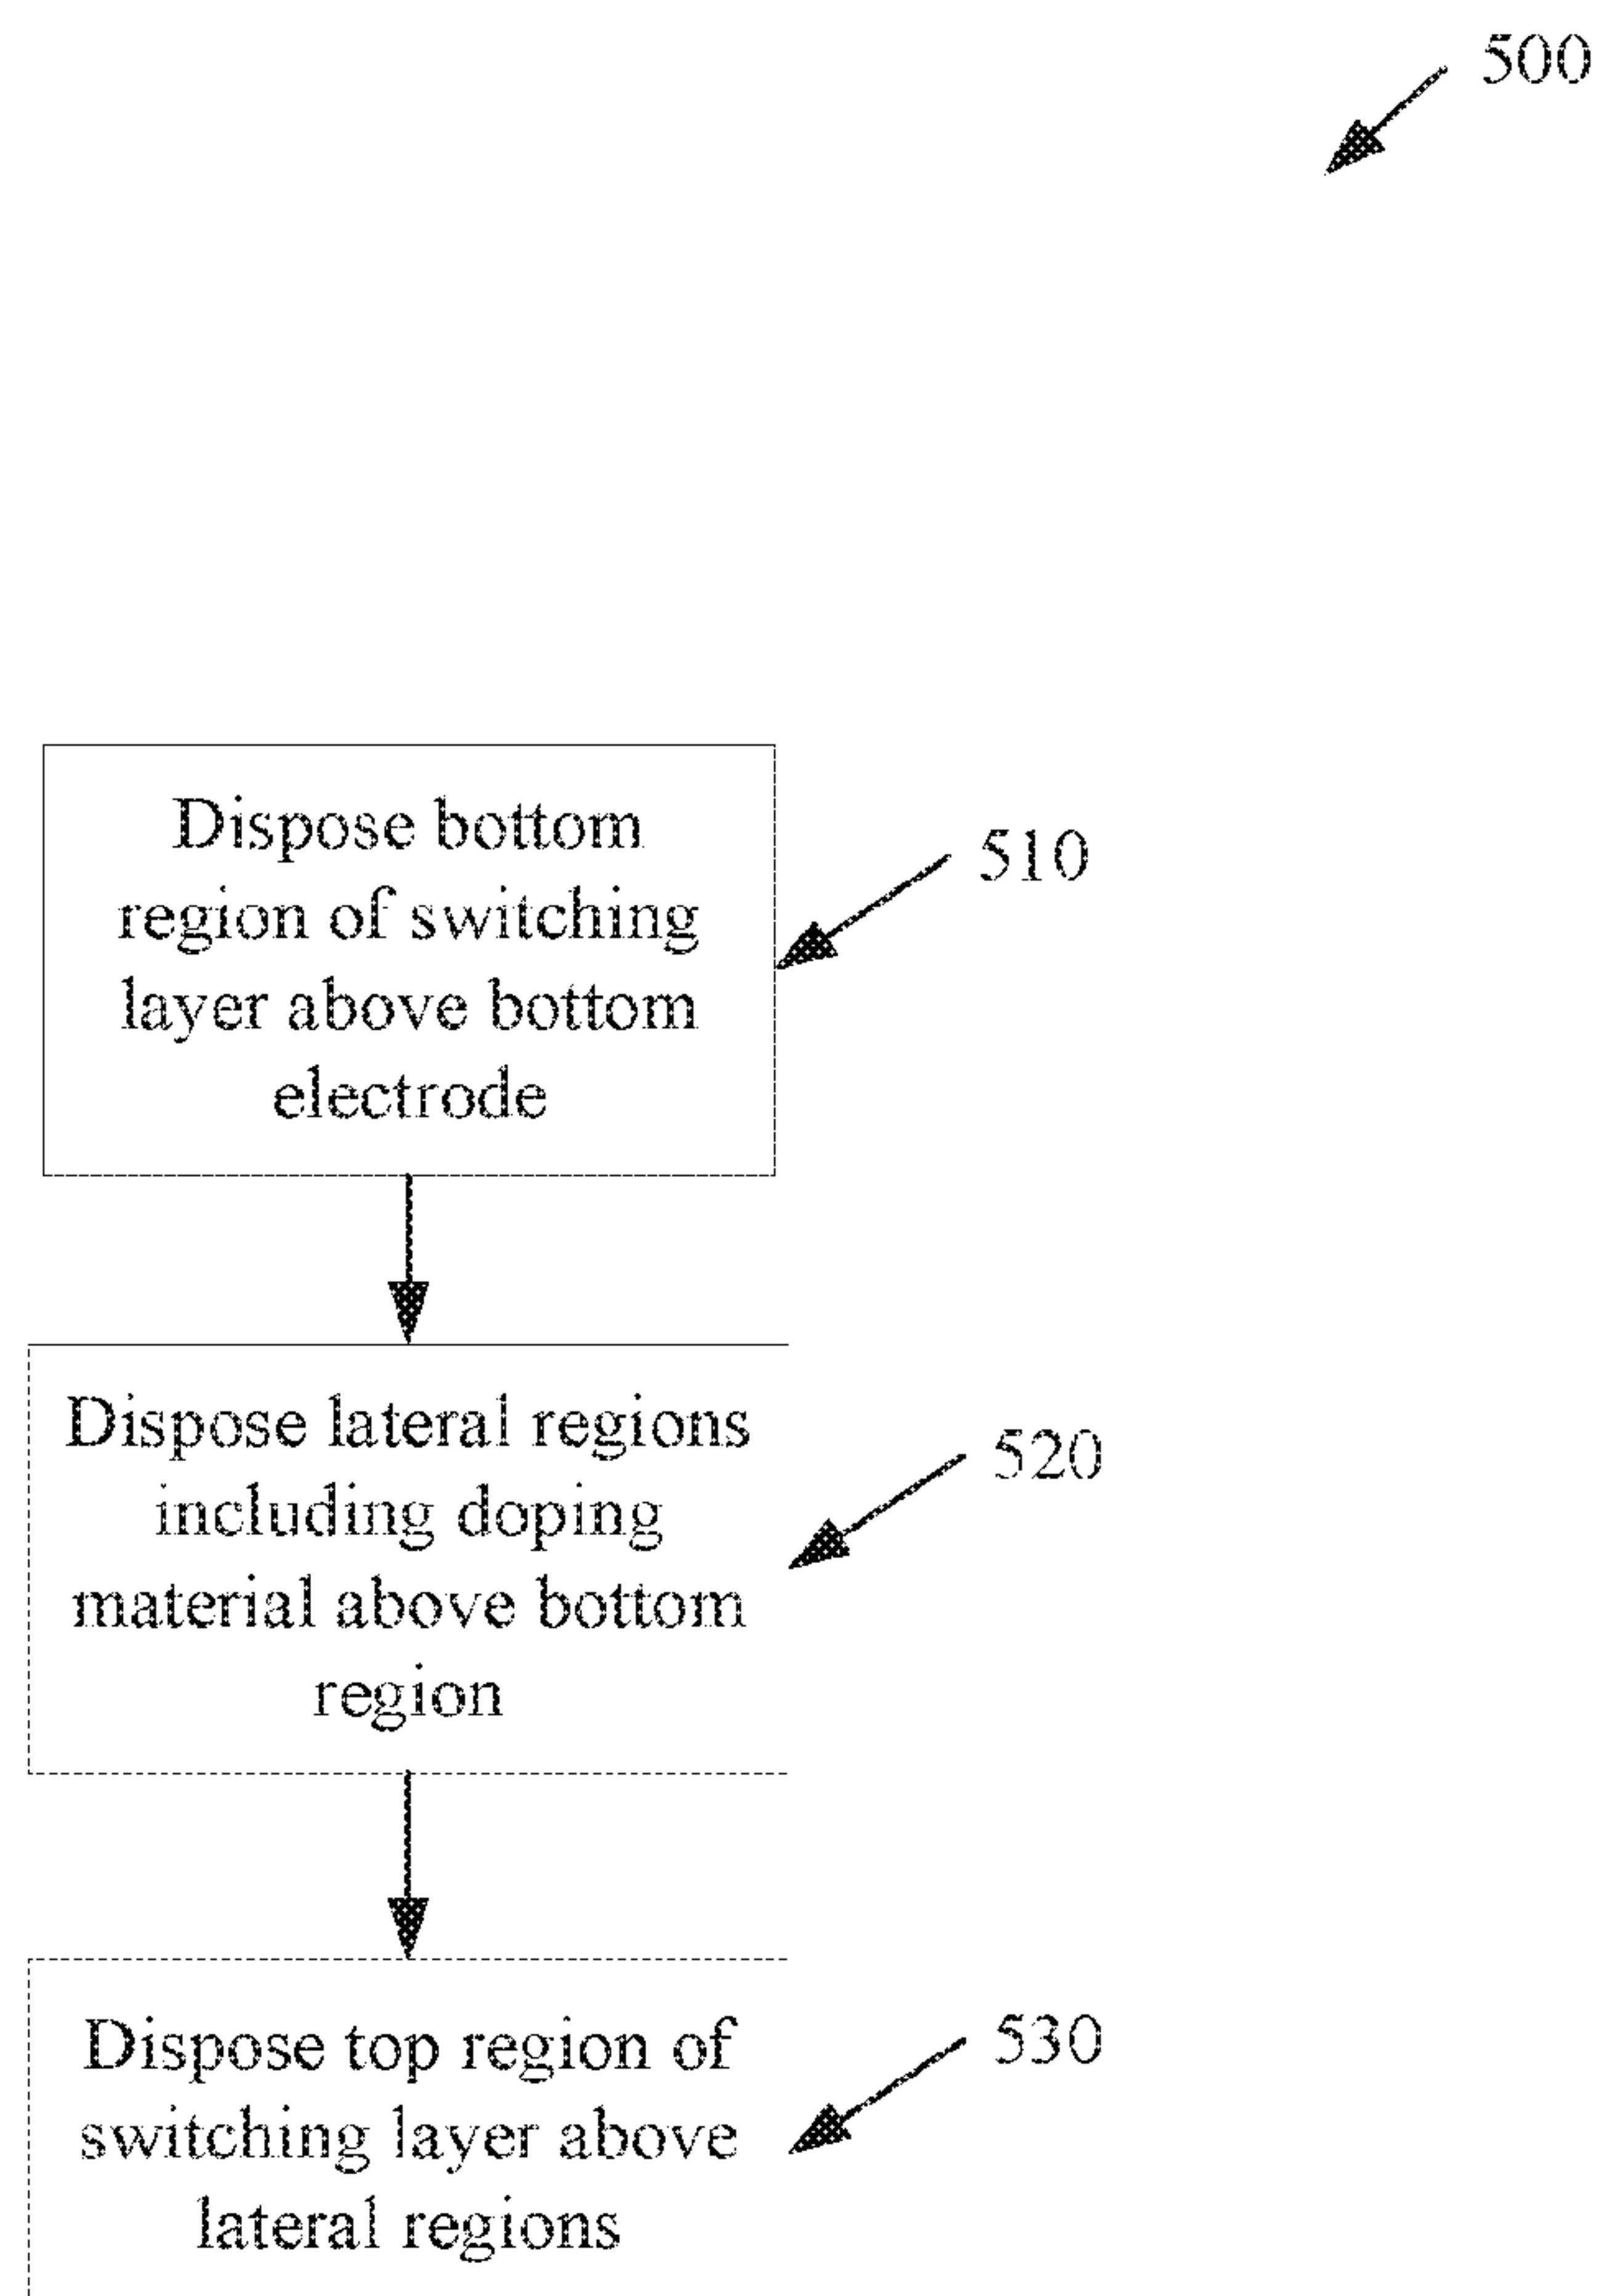 500
Dispose bottom
region of switching
layer above bottom
electrode
510
Dispose lateral regions
including doping
material above bottom
region
520
Dispose top region of
switching layer above
lateral regions
530